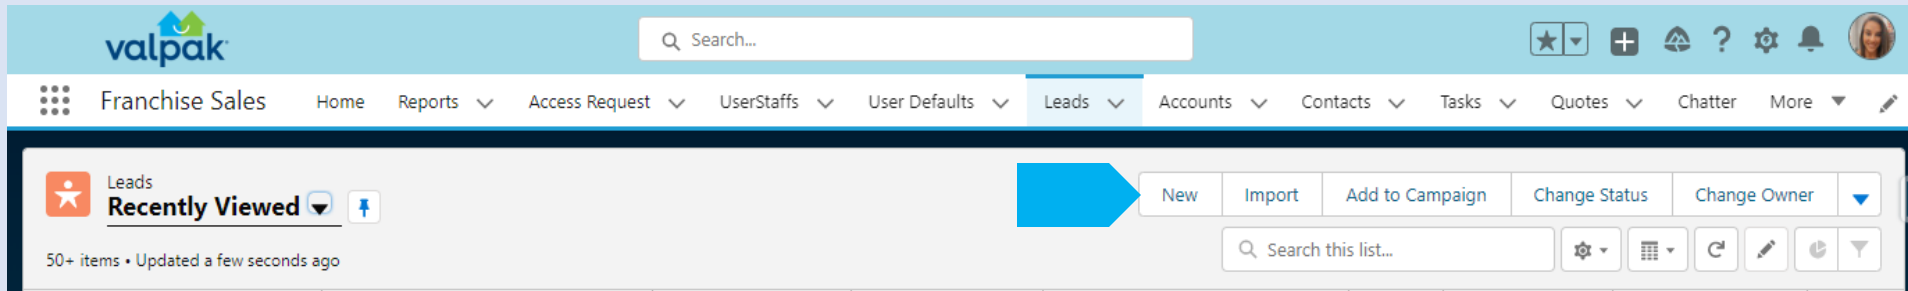 valpak
Search...
Franchise Sales Home Reports Access Request UserStaffs User Defaults Leads Accounts Contacts Tasks Quotes Chatter More
Leads
Recently Viewed
New Import Add to Campaign Change Status Change Owner
50+ items • Updated a few seconds ago
Search this list...